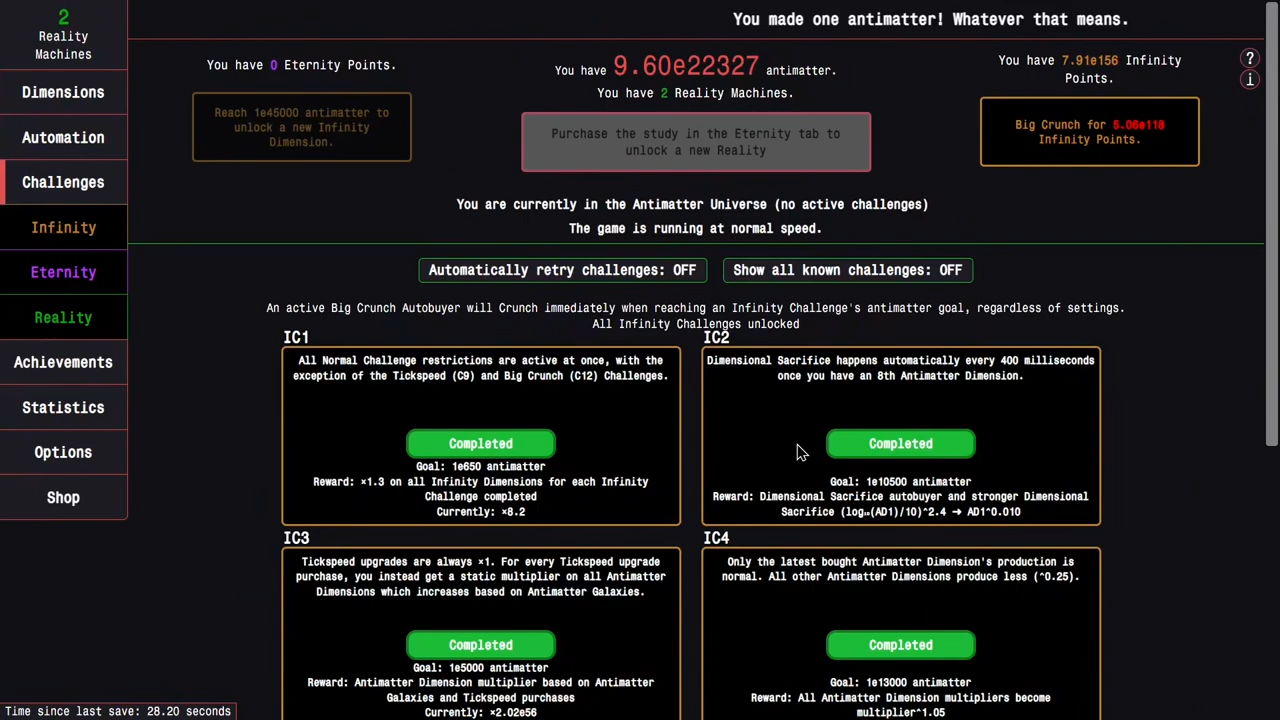 2
Reality
Machines
Dimensions
Automation
Challenges
Infinity
Eternity
Reality
Achievements
Statistics
Options
Shop
You made one antimatter! Whatever that means.
You have 0 Eternity Points.
Reach 1e45000 antimatter to
unlock a new Infinity
Dimension.
You have 9.60e22327 antimatter.
You have 2 Reality Machines.
Purchase the study in the Eternity tab to
unlock a new Reality
You have 7.91e156 Infinity
Points.
Big Crunch for 5.06e118
Infinity Points.
?
i
You are currently in the Antimatter Universe (no active challenges)
The game is running at normal speed.
Automatically retry challenges: OFF
Show all known challenges: OFF
An active Big Crunch Autobuyer will Crunch immediately when reaching an Infinity Challenge's antimatter goal, regardless of settings.
All Infinity Challenges unlocked
IC1
All Normal Challenge restrictions are active at once, with the
exception of the Tickspeed (C9) and Big Crunch (C12) Challenges.
Completed
Goal: 1e650 antimatter
Reward: ×1.3 on all Infinity Dimensions for each Infinity
Challenge completed
Currently: ×8.2
IC2
Dimensional Sacrifice happens automatically every 400 milliseconds
once you have an 8th Antimatter Dimension.
Completed
Goal: 1e10500 antimatter
Reward: Dimensional Sacrifice autobuyer and stronger Dimensional
Sacrifice (log₁₀(AD1)/10)^2.4 → AD1^0.010
IC3
Tickspeed upgrades are always ×1. For every Tickspeed upgrade
purchase, you instead get a static multiplier on all Antimatter
Dimensions which increases based on Antimatter Galaxies.
Completed
Goal: 1e5000 antimatter
Reward: Antimatter Dimension multiplier based on Antimatter
Galaxies and Tickspeed purchases
Currently: ×2.02e56
IC4
Only the latest bought Antimatter Dimension's production is
normal. All other Antimatter Dimensions produce less (^0.25).
Completed
Goal: 1e13000 antimatter
Reward: All Antimatter Dimension multipliers become
multiplier^1.05
Time since last save: 28.20 seconds